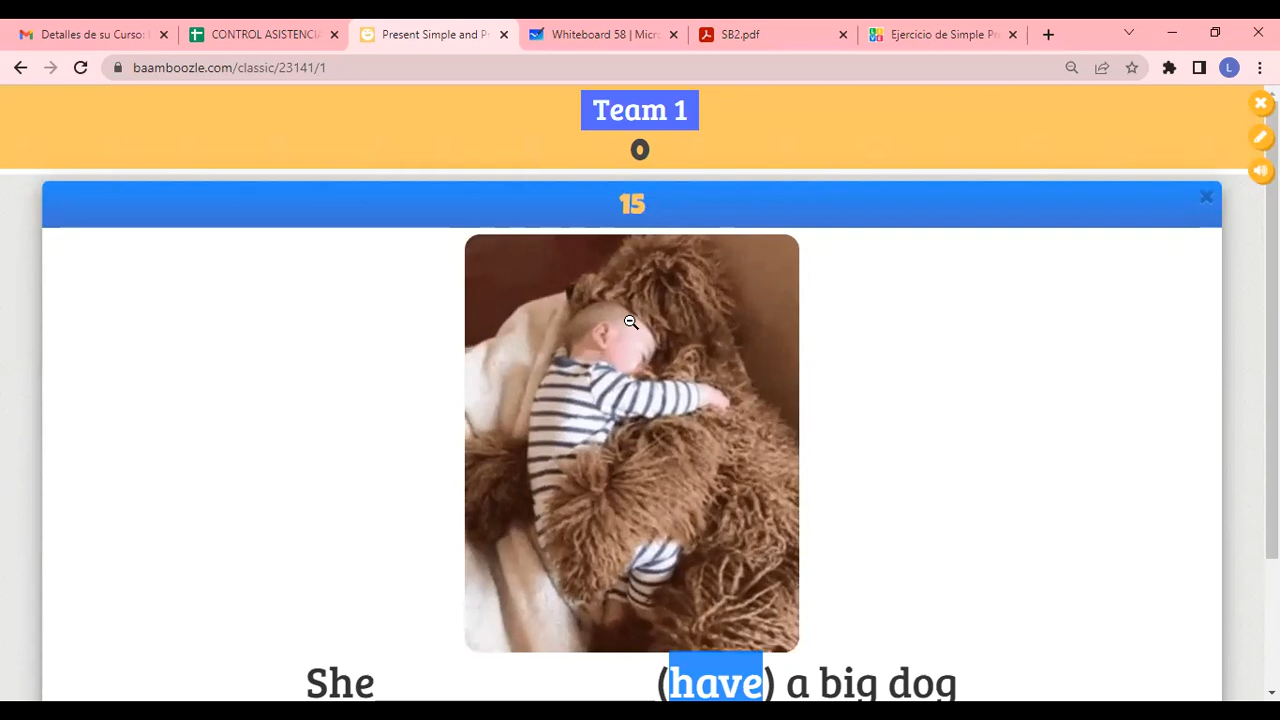 Detalles de su Curso:
CONTROL ASISTENCIA
Present Simple and P
Whiteboard 58 | Micr
SB2.pdf
Ejercicio de Simple Pr
baamboozle.com/classic/23141/1
L
Team 1
0
15
She (have) a big dog